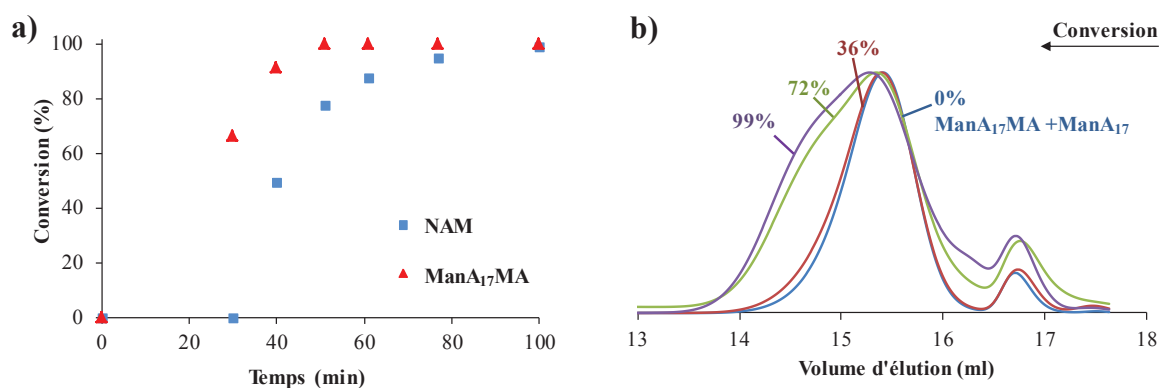 a)
Conversion (%)
100
80
60
40
20
0
NAM
ManA₁₇MA
0
20
40
60
80
100
Temps (min)
b)
Conversion
36%
72%
0%
ManA₁₇MA +ManA₁₇
99%
13
14
15
16
17
18
Volume d'élution (ml)